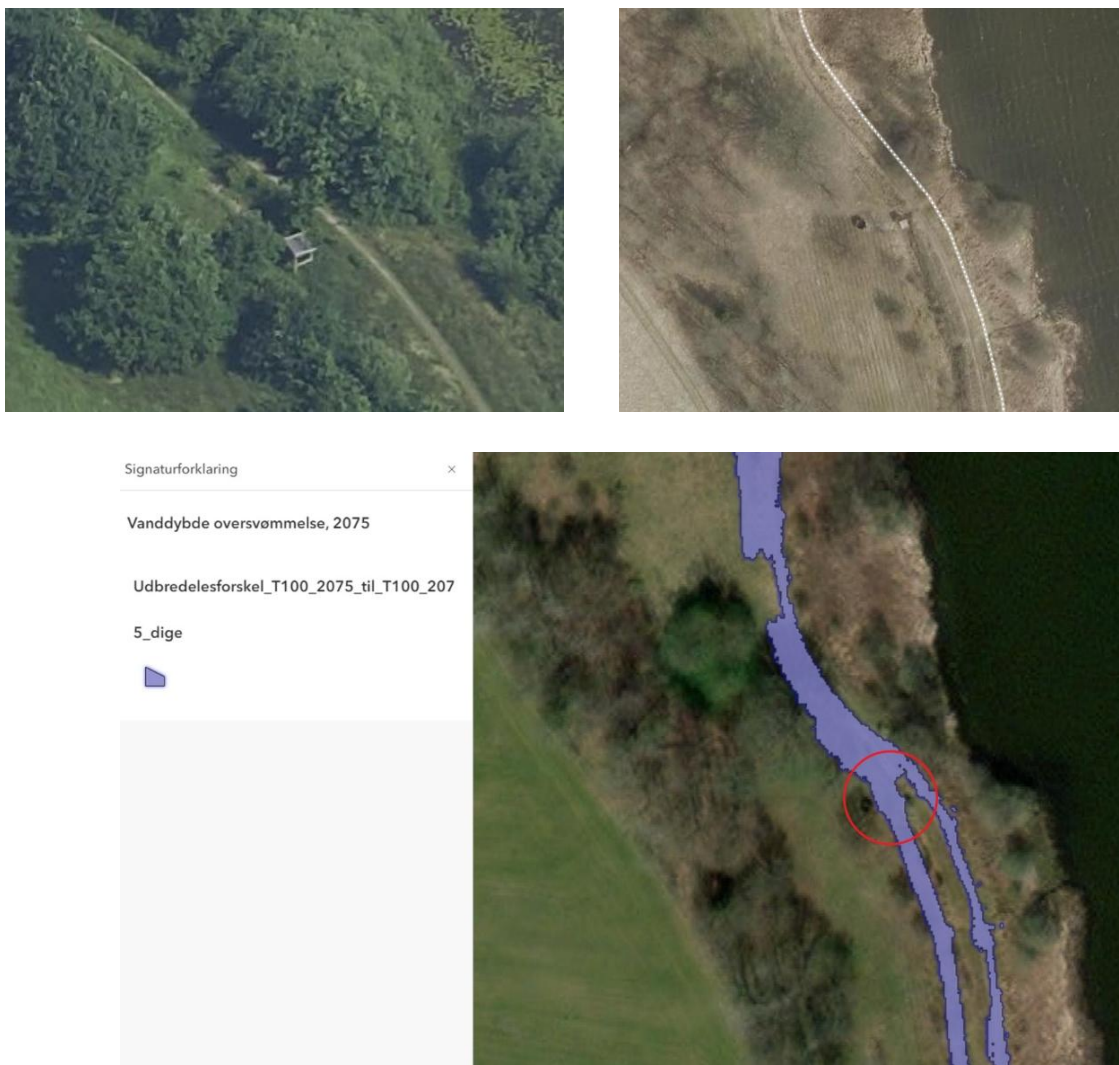 Signaturforklaring ×
Vanddybde oversvømmelse, 2075
Udbredelesforskel_T100_2075_til_T100_207
5_dige